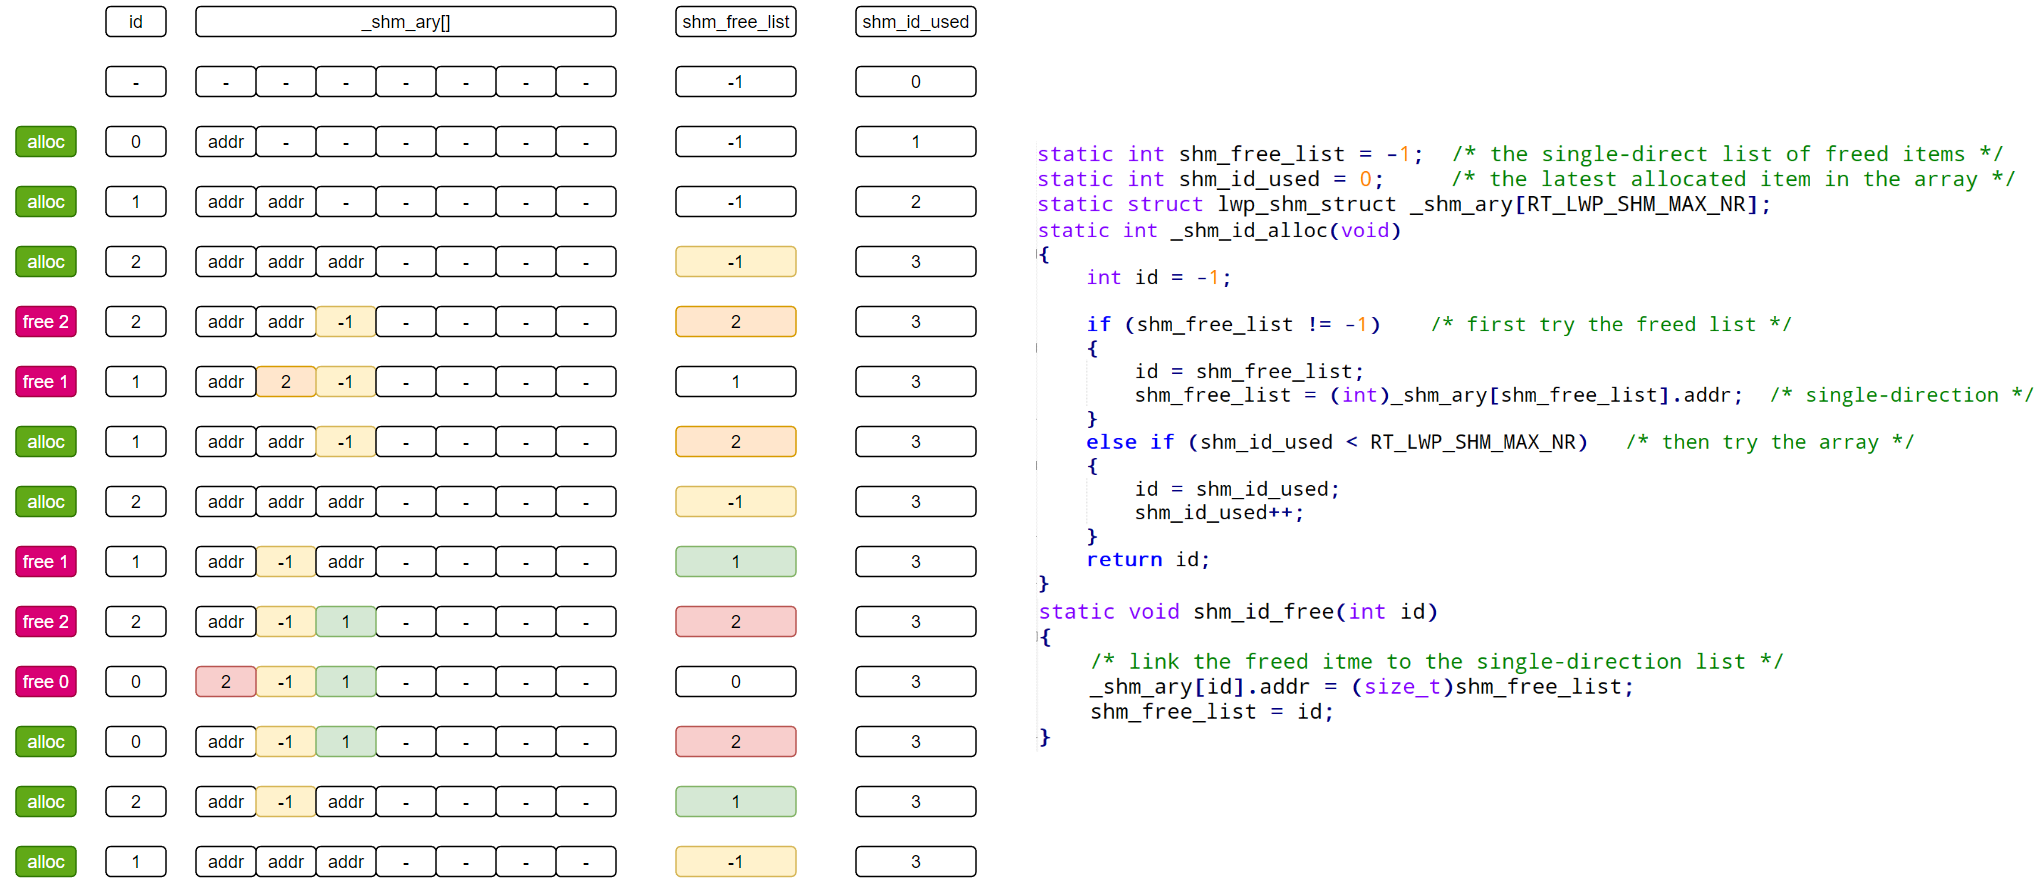 id _shm_ary[] shm_free_list shm_id_used
- - - - - - - - -1 0
alloc 0 addr - - - - - - -1 1
alloc 1 addr addr - - - - - -1 2
alloc 2 addr addr addr - - - - -1 3
free 2 2 addr addr -1 - - - - 2 3
free 1 1 addr 2 -1 - - - - 1 3
alloc 1 addr addr -1 - - - - 2 3
alloc 2 addr addr addr - - - - -1 3
free 1 1 addr -1 addr - - - - 1 3
free 2 2 addr -1 1 - - - - 2 3
free 0 0 2 -1 1 - - - - 0 3
alloc 0 addr -1 1 - - - - 2 3
alloc 2 addr -1 addr - - - - 1 3
alloc 1 addr addr addr - - - - -1 3
static int shm_free_list = -1;  /* the single-direct list of freed items */
static int shm_id_used = 0;     /* the latest allocated item in the array */
static struct lwp_shm_struct _shm_ary[RT_LWP_SHM_MAX_NR];
static int _shm_id_alloc(void)
{
    int id = -1;
    if (shm_free_list != -1)    /* first try the freed list */
    {
        id = shm_free_list;
        shm_free_list = (int)_shm_ary[shm_free_list].addr;  /* single-direction */
    }
    else if (shm_id_used < RT_LWP_SHM_MAX_NR)   /* then try the array */
    {
        id = shm_id_used;
        shm_id_used++;
    }
    return id;
}
static void shm_id_free(int id)
{
    /* link the freed itme to the single-direction list */
    _shm_ary[id].addr = (size_t)shm_free_list;
    shm_free_list = id;
}